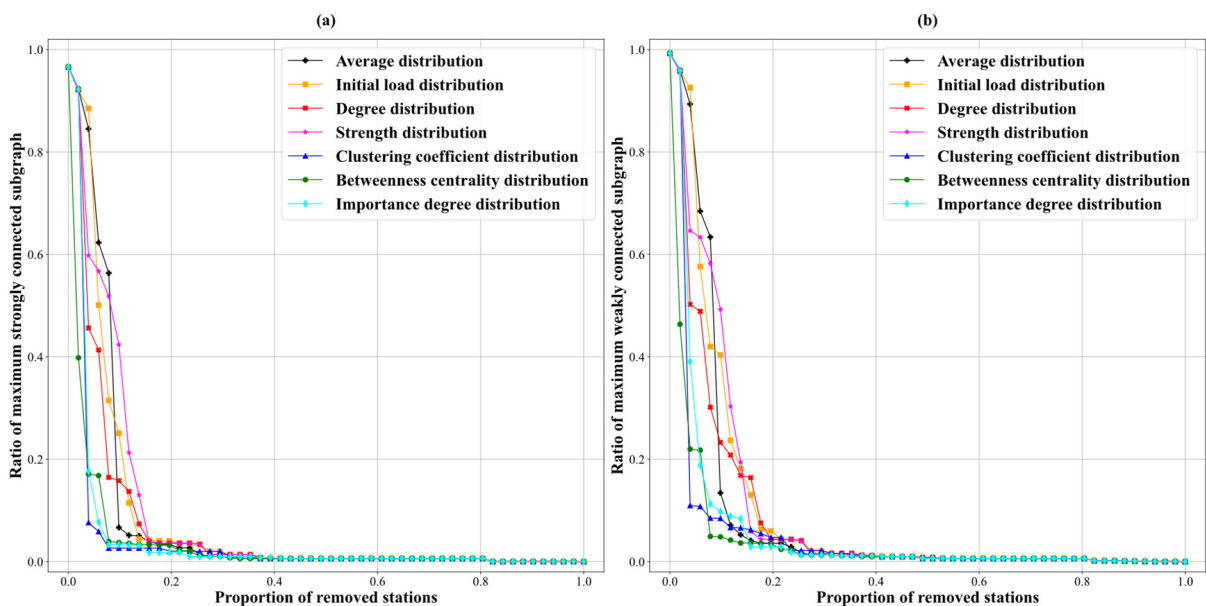 (a)
Ratio of maximum strongly connected subgraph
1.0
0.8
0.6
0.4
0.2
0.0
Average distribution
Initial load distribution
Degree distribution
Strength distribution
Clustering coefficient distribution
Betweenness centrality distribution
Importance degree distribution
0.0 0.2 0.4 0.6 0.8 1.0
Proportion of removed stations
(b)
Ratio of maximum weakly connected subgraph
1.0
0.8
0.6
0.4
0.2
0.0
Average distribution
Initial load distribution
Degree distribution
Strength distribution
Clustering coefficient distribution
Betweenness centrality distribution
Importance degree distribution
0.0 0.2 0.4 0.6 0.8 1.0
Proportion of removed stations